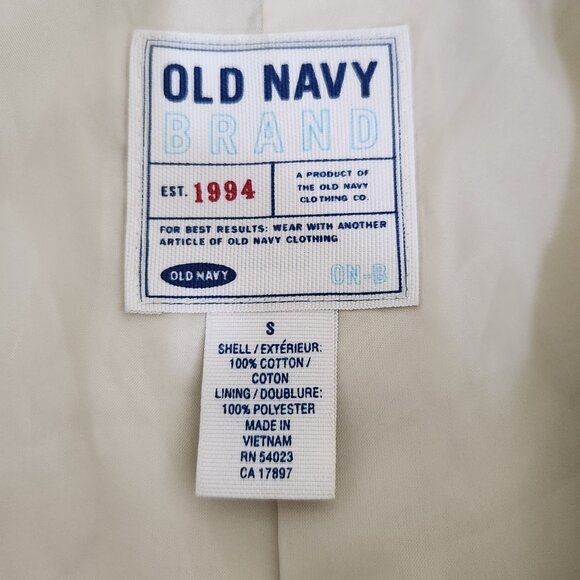 OLD NAVY
BRAND
EST. 1994
A PRODUCT OF
THE OLD NAVY
CLOTHING CO.
FOR BEST RESULTS: WEAR WITH ANOTHER
ARTICLE OF OLD NAVY CLOTHING
OLD NAVY
ON-B
S
SHELL / EXTÉRIEUR:
100% COTTON /
COTON
LINING / DOUBLURE:
100% POLYESTER
MADE IN
VIETNAM
RN 54023
CA 17897